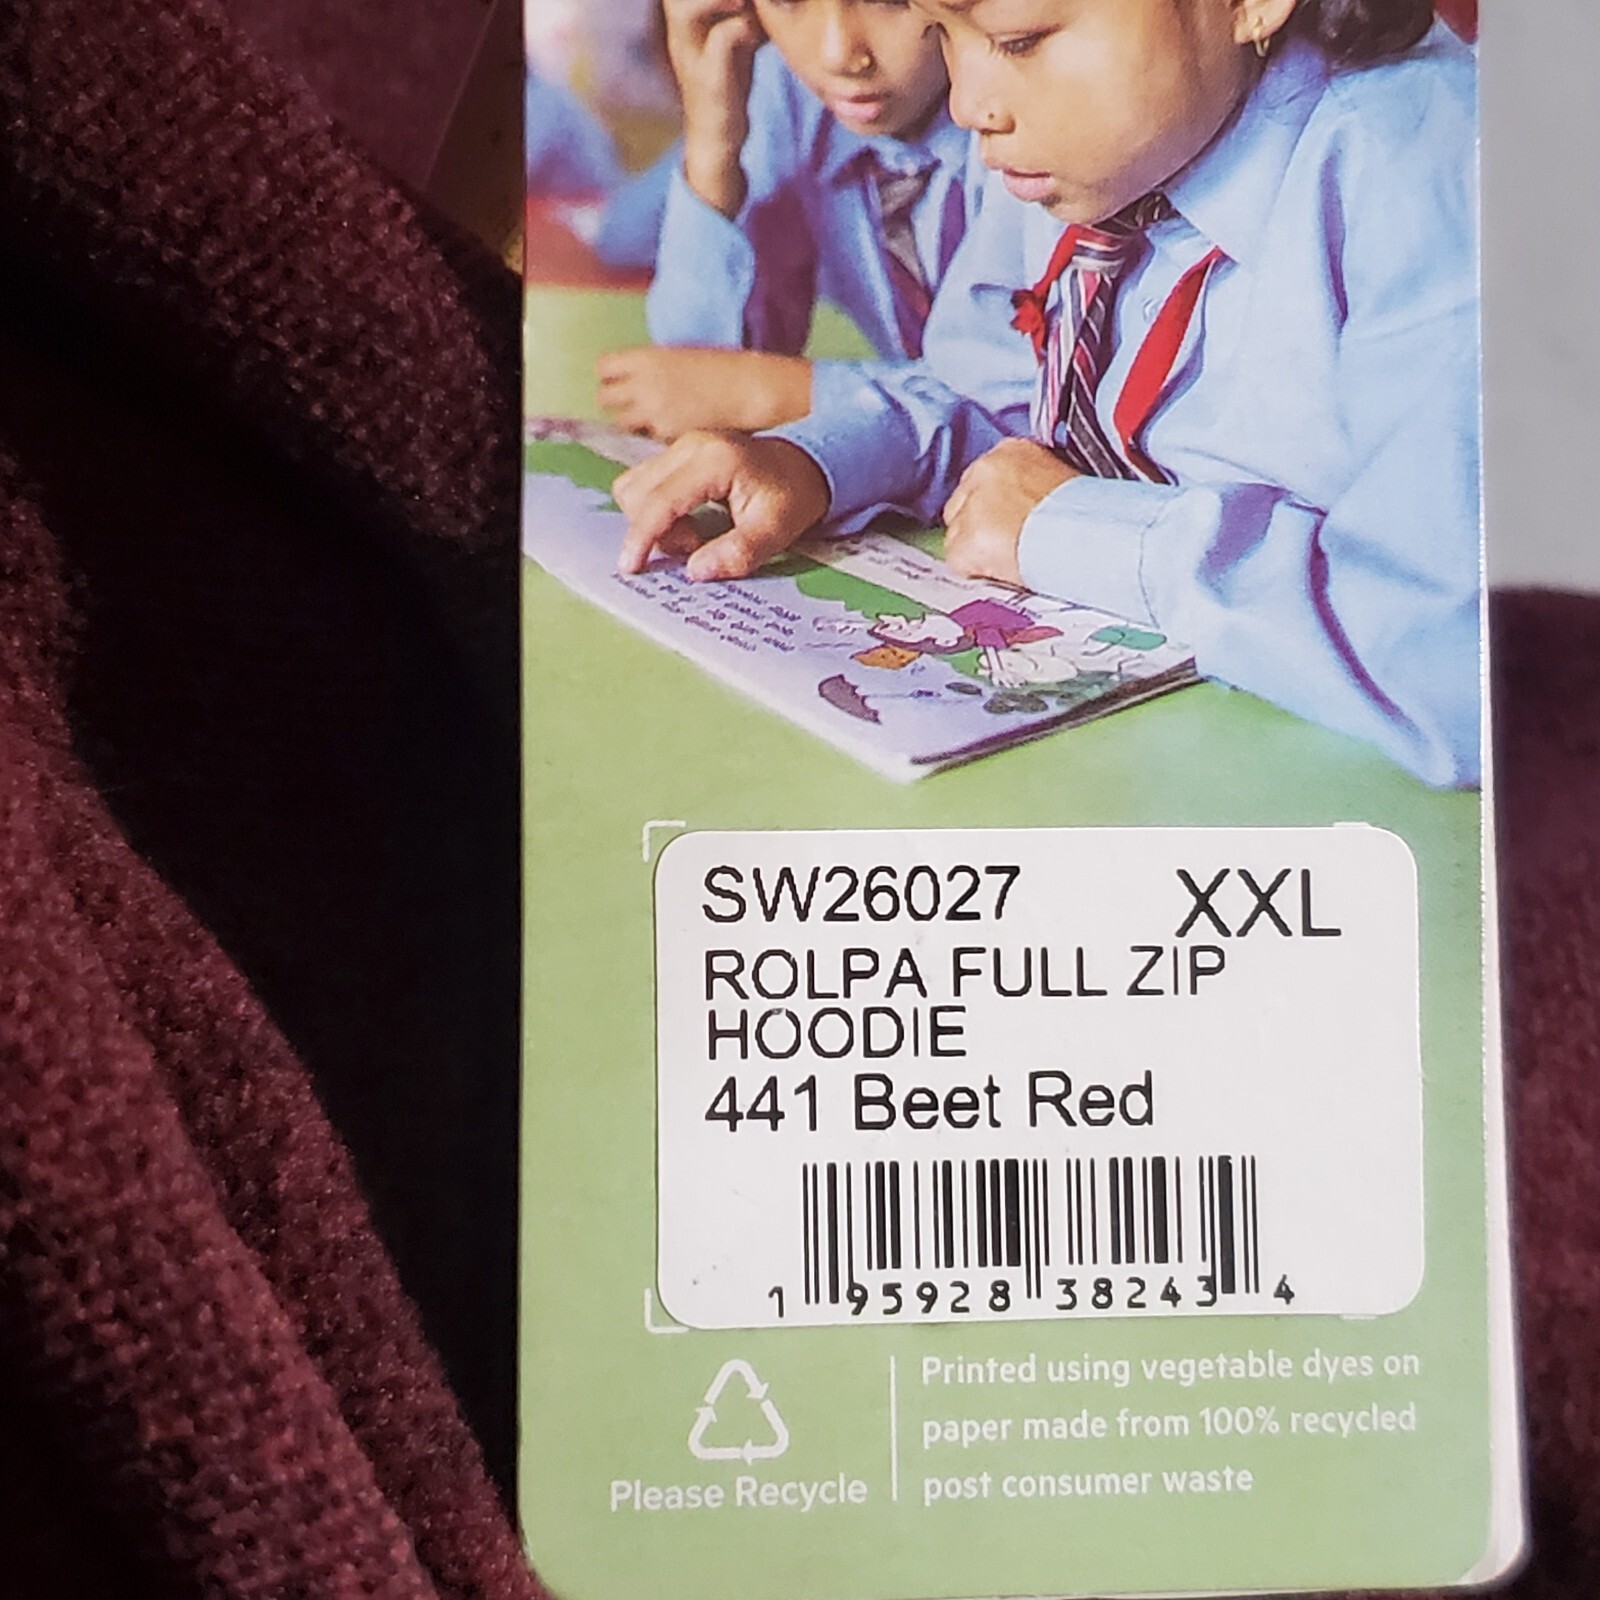 SW26027 XXL
ROLPA FULL ZIP
HOODIE
441 Beet Red
1 95928 38243 4
Please Recycle
Printed using vegetable dyes on
paper made from 100% recycled
post consumer waste